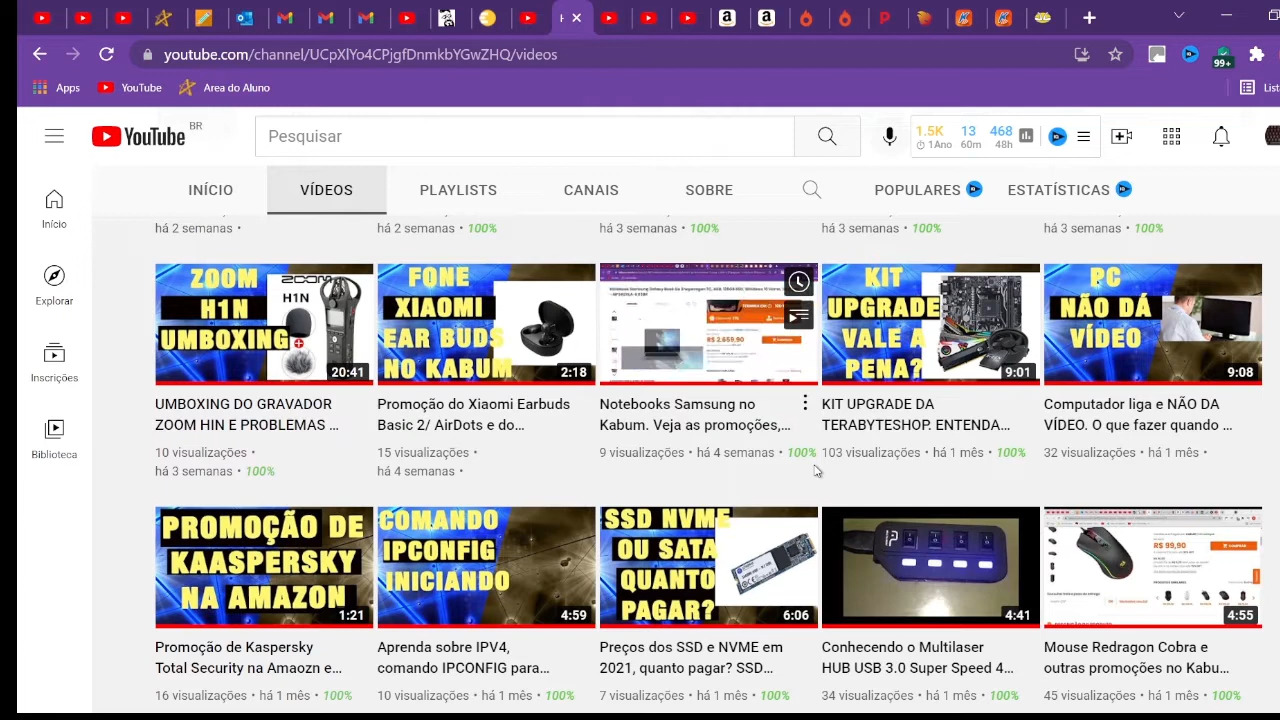 H
youtube.com/channel/UCpXlYo4CPjgfDnmkbYGwZHQ/videos
99+
Apps
YouTube
Area do Aluno
List
YouTube BR
Pesquisar
1.5K 13 468
1Ano 60m 48h
INÍCIO
VÍDEOS
PLAYLISTS
CANAIS
SOBRE
POPULARES
ESTATÍSTICAS
Início
Explorar
Inscrições
Biblioteca
há 2 semanas •
há 2 semanas • 100%
há 3 semanas • 100%
há 3 semanas • 100%
há 3 semanas • 100%
ZOOM
H1N
UMBOXING
ZOOM
H1N
20:41
FONE
XIAOMI
EAR BUDS
NO KABUM
2:18
R$ 2.659,90
KIT
UPGRADE
VALE A
PENA?
9:01
PC
NÃO DÁ
VÍDEO
9:08
UMBOXING DO GRAVADOR
ZOOM HIN E PROBLEMAS ...
10 visualizações •
há 3 semanas • 100%
Promoção do Xiaomi Earbuds
Basic 2/ AirDots e do...
15 visualizações •
há 4 semanas •
Notebooks Samsung no
Kabum. Veja as promoções,...
9 visualizações • há 4 semanas • 100%
KIT UPGRADE DA
TERABYTESHOP. ENTENDA...
103 visualizações • há 1 mês • 100%
Computador liga e NÃO DA
VÍDEO. O que fazer quando ...
32 visualizações • há 1 mês •
PROMOÇÃO DE
KAASPERSKY
NA AMAZON
1:21
COMANDO
IPCONFIG
INICIANTO
4:59
SSD NVME
OU SATA
QUANTO
PAGAR?
6:06
4:41
R$ 99,90
4:55
Promoção de Kaspersky
Total Security na Amaozn e...
16 visualizações • há 1 mês • 100%
Aprenda sobre IPV4,
comando IPCONFIG para...
10 visualizações • há 1 mês • 100%
Preços dos SSD e NVME em
2021, quanto pagar? SSD...
7 visualizações • há 1 mês • 100%
Conhecendo o Multilaser
HUB USB 3.0 Super Speed 4...
34 visualizações • há 1 mês • 100%
Mouse Redragon Cobra e
outras promoções no Kabu...
45 visualizações • há 1 mês • 100%